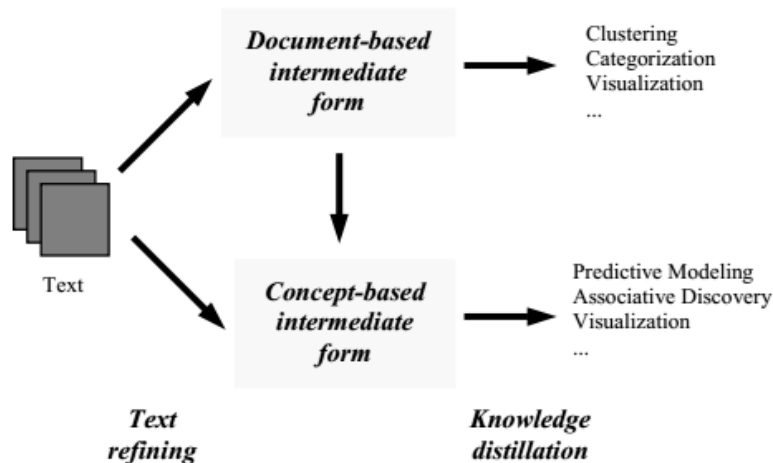 Document-based
intermediate
form
Clustering
Categorization
Visualization
...
Text
Concept-based
intermediate
form
Predictive Modeling
Associative Discovery
Visualization
...
Text
refining
Knowledge
distillation